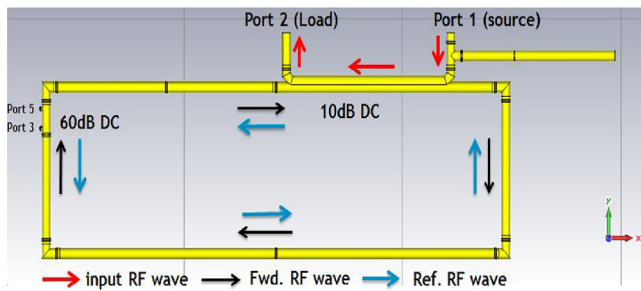 Port 2 (Load) Port 1 (source)
Port 5
60dB DC 10dB DC
Port 3
y
x
input RF wave Fwd. RF wave Ref. RF wave